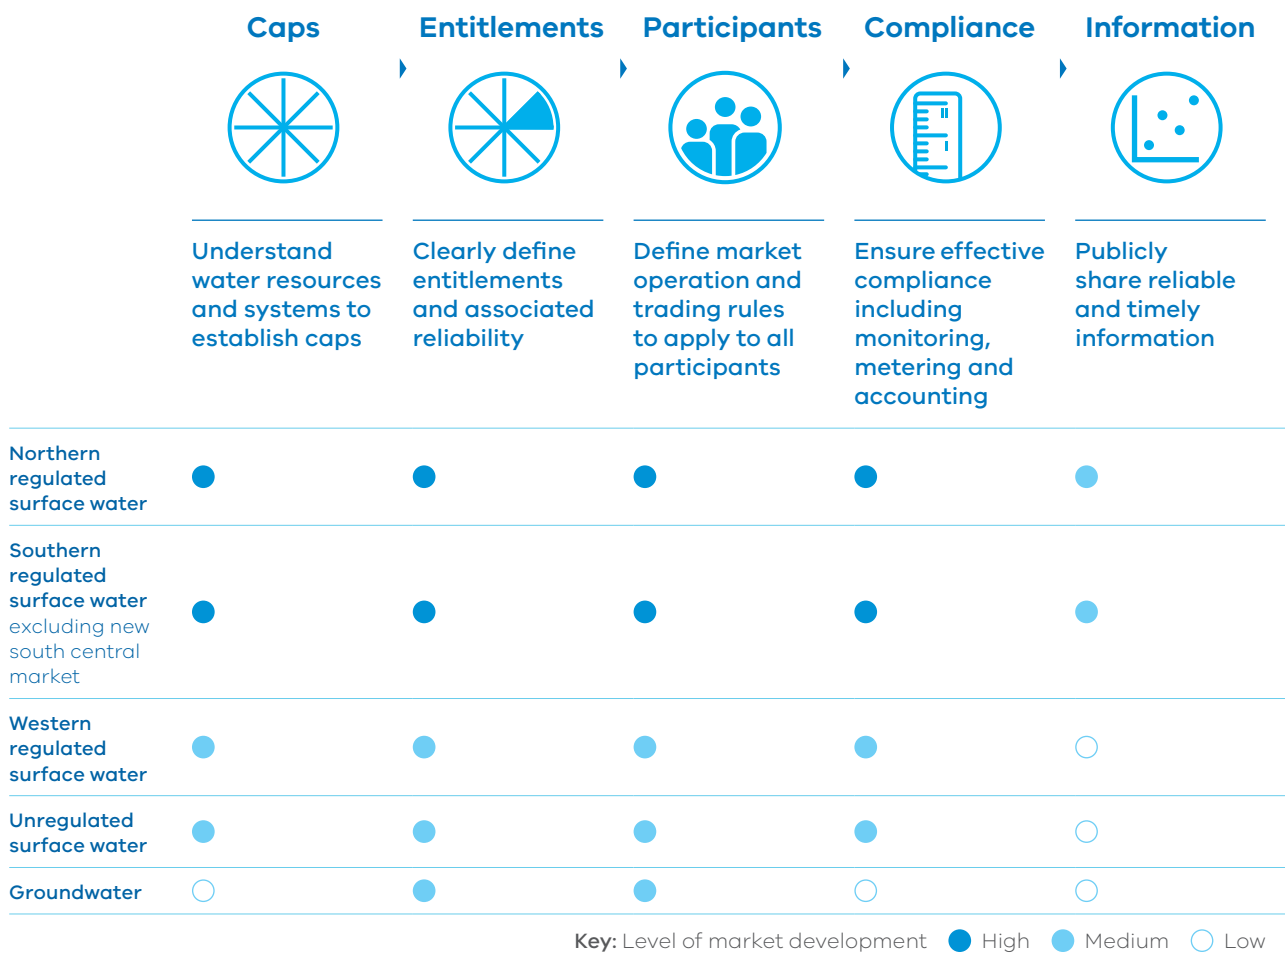 Caps
Entitlements
Participants
Compliance
Information
Understand
water resources
and systems to
establish caps
Clearly define
entitlements
and associated
reliability
Define market
operation and
trading rules
to apply to all
participants
Ensure effective
compliance
including
monitoring,
metering and
accounting
Publicly
share reliable
and timely
information
Northern
regulated
surface water
Southern
regulated
surface water
excluding new
south central
market
Western
regulated
surface water
Unregulated
surface water
Groundwater
Key: Level of market development High Medium Low